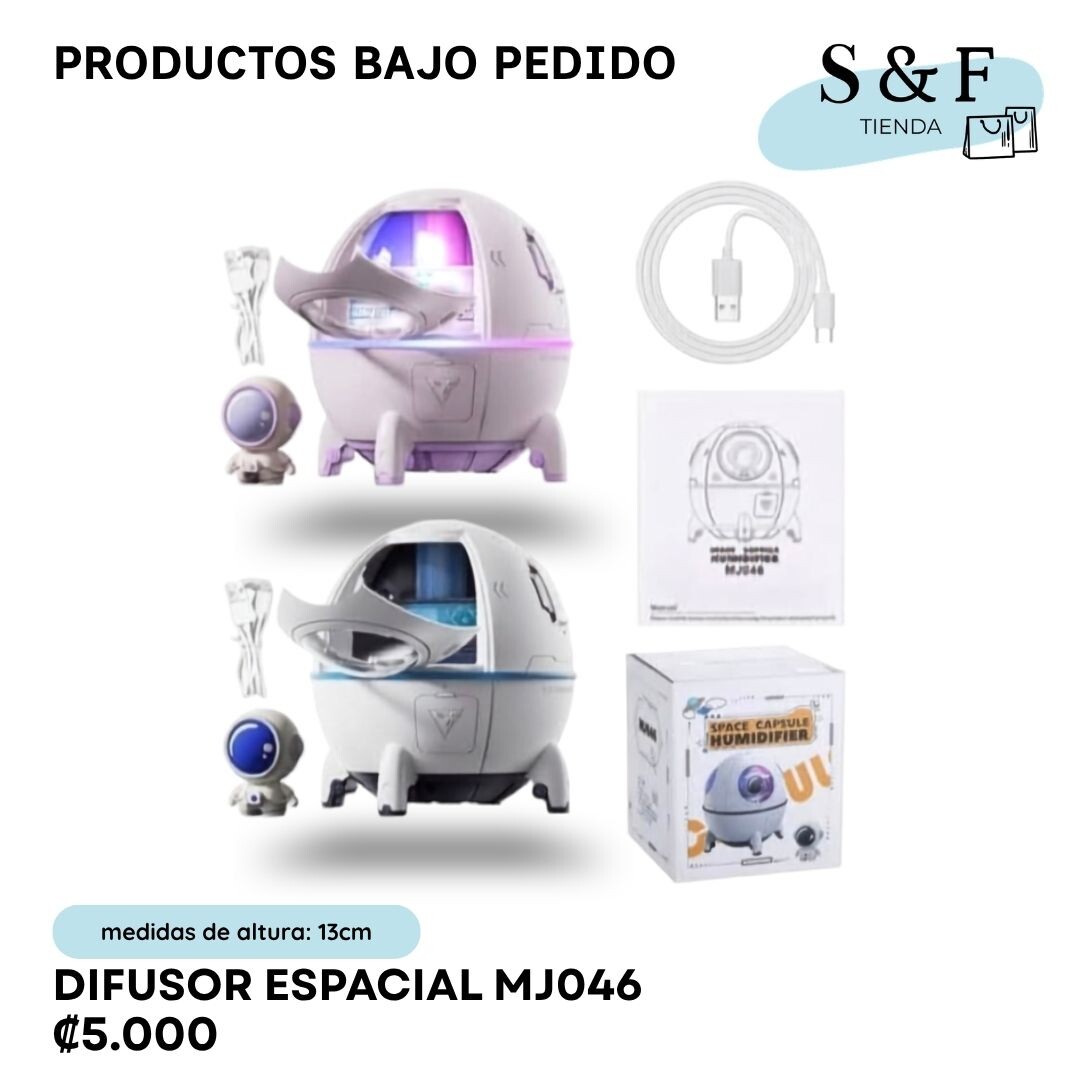 PRODUCTOS BAJO PEDIDO
S & F
TIENDA
SPACE CAPSULE
HUMIDIFIER
MJ046
SPACE CAPSULE
HUMIDIFIER
medidas de altura: 13cm
DIFUSOR ESPACIAL MJ046
₡5.000